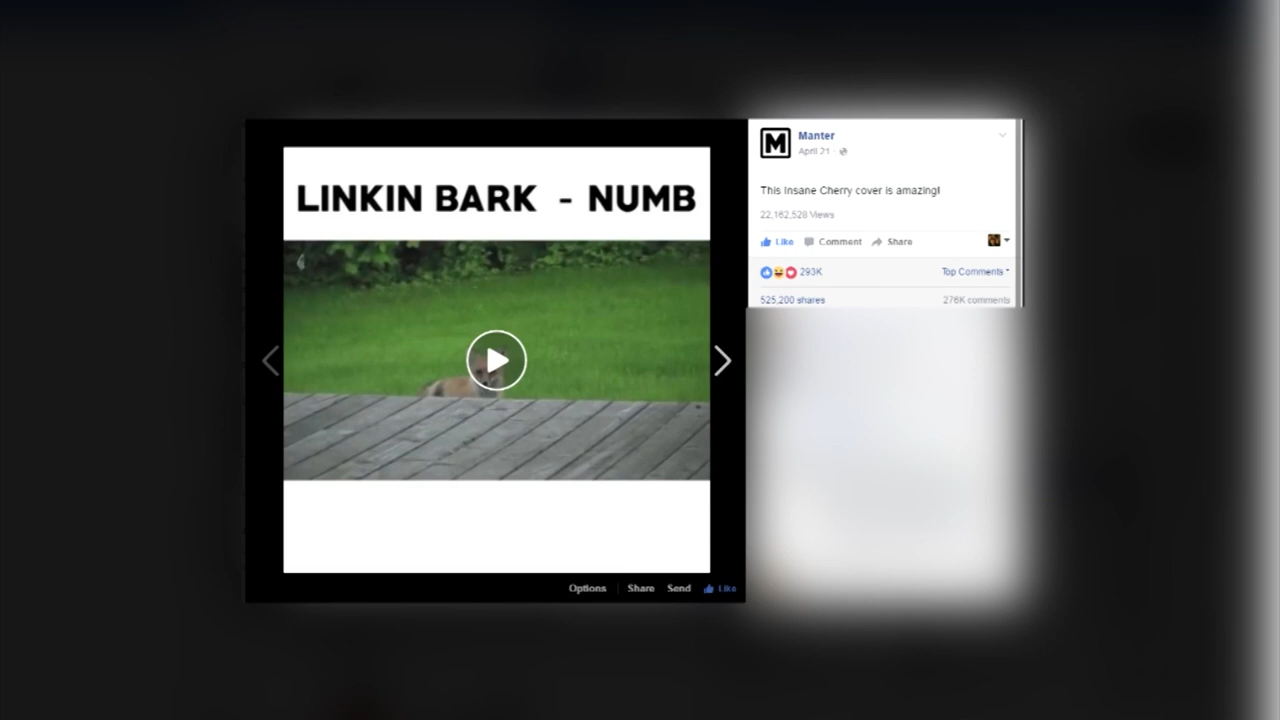 LINKIN BARK - NUMB
M
Manter
April 21
This Insane Cherry cover is amazing!
22,162,528 Views
Like Comment Share
293K Top Comments
525,200 shares 276K comments
Options Share Send Like